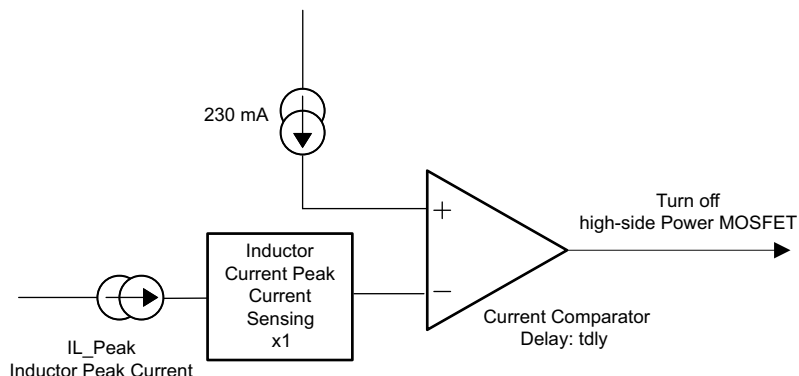 230 mA
+
−
Turn off
high-side Power MOSFET
Inductor
Current Peak
Current
Sensing
x1
IL_Peak
Inductor Peak Current
Current Comparator
Delay: tdly